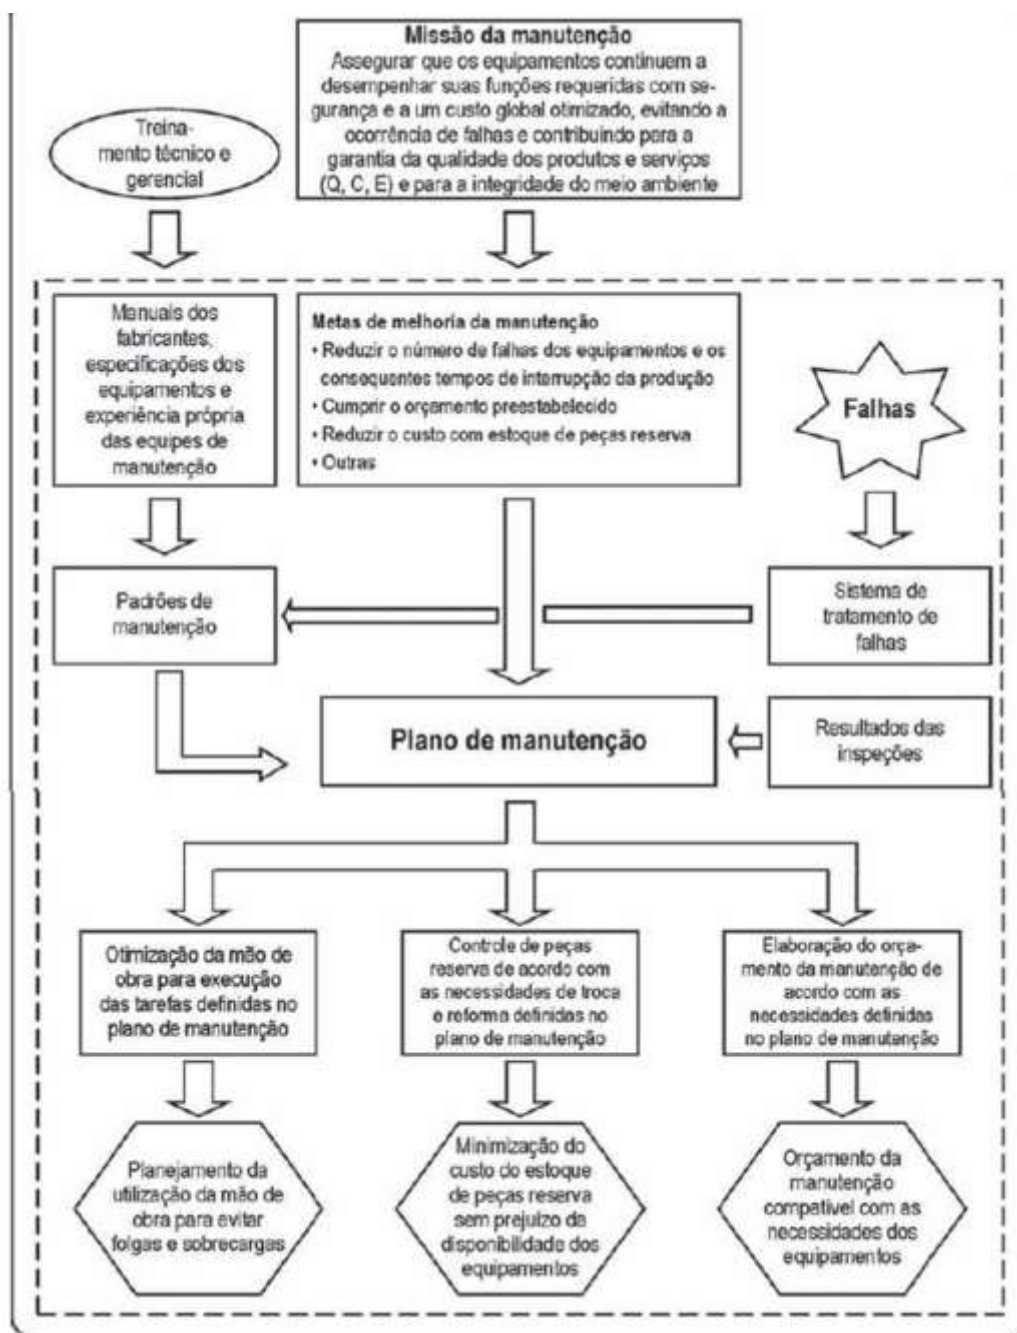 Missão da manutenção
Assegurar que os equipamentos continuem a
desempenhar suas funções requeridas com se-
gurança e a um custo global otimizado, evitando a
ocorrência de falhas e contribuindo para a
garantia da qualidade dos produtos e serviços
(Q, C, E) e para a integridade do meio ambiente
Treina-
mento técnico e
gerencial
Manuais dos
fabricantes,
especificações dos
equipamentos e
experiência própria
das equipes de
manutenção
Metas de melhoria da manutenção
• Reduzir o número de falhas dos equipamentos e os
consequentes tempos de interrupção da produção
• Cumprir o orçamento preestabelecido
• Reduzir o custo com estoque de peças reserva
• Outras
Falhas
Padrões de
manutenção
Sistema de
tratamento de
falhas
Plano de manutenção
Resultados das
inspeções
Otimização da mão de
obra para execução
das tarefas definidas no
plano de manutenção
Controle de peças
reserva de acordo com
as necessidades de troca
e reforma definidas no
plano de manutenção
Elaboração do orça-
mento da manutenção de
acordo com as
necessidades definidas
no plano de manutenção
Planejamento da
utilização da mão de
obra para evitar
folgas e sobrecargas
Minimização do
custo do estoque
de peças reserva
sem prejuízo da
disponibilidade dos
equipamentos
Orçamento da
manutenção
compatível com as
necessidades dos
equipamentos